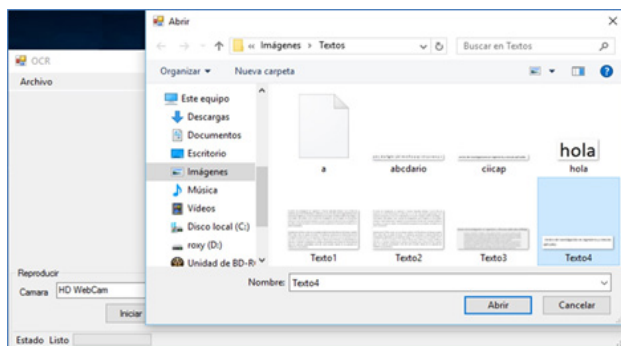 Abrir
« Imágenes › Textos
Buscar en Textos
OCR
Organizar
Nueva carpeta
Archivo
Este equipo
Descargas
Documentos
Escritorio
Imágenes
Música
Vídeos
Disco local (C:)
roxy (D:)
Unidad de BD-R
hola
a
abcdario
ciicap
hola
Texto1
Texto2
Texto3
Texto4
Reproducir
Nombre: Texto4
Camara HD WebCam
Iniciar
Abrir
Cancelar
Estado Listo